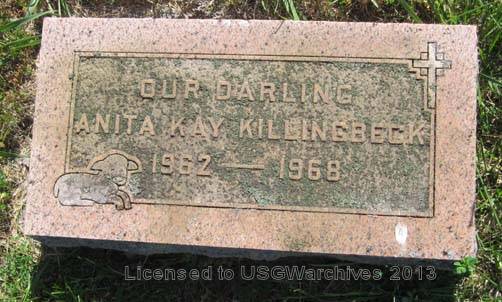 OUR DARLING
ANITA KAY KILLINGBECK
1962 — 1968
Licensed to USGWarchives 2013